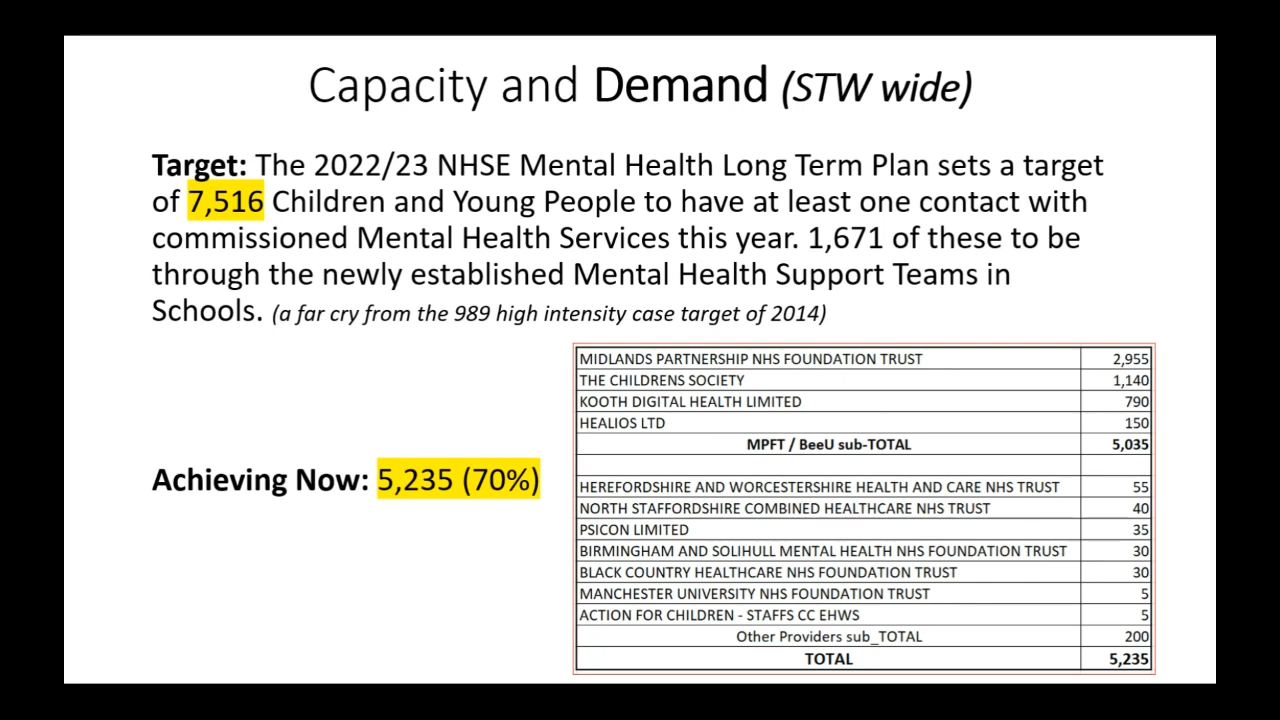 Capacity and Demand (STW wide)
Target: The 2022/23 NHSE Mental Health Long Term Plan sets a target
of 7,516 Children and Young People to have at least one contact with
commissioned Mental Health Services this year. 1,671 of these to be
through the newly established Mental Health Support Teams in
Schools. (a far cry from the 989 high intensity case target of 2014)
Achieving Now: 5,235 (70%)
MIDLANDS PARTNERSHIP NHS FOUNDATION TRUST 2,955
THE CHILDRENS SOCIETY 1,140
KOOTH DIGITAL HEALTH LIMITED 790
HEALIOS LTD 150
MPFT / BeeU sub-TOTAL 5,035
HEREFORDSHIRE AND WORCESTERSHIRE HEALTH AND CARE NHS TRUST 55
NORTH STAFFORDSHIRE COMBINED HEALTHCARE NHS TRUST 40
PSICON LIMITED 35
BIRMINGHAM AND SOLIHULL MENTAL HEALTH NHS FOUNDATION TRUST 30
BLACK COUNTRY HEALTHCARE NHS FOUNDATION TRUST 30
MANCHESTER UNIVERSITY NHS FOUNDATION TRUST 5
ACTION FOR CHILDREN - STAFFS CC EHWS 5
Other Providers sub_TOTAL 200
TOTAL 5,235